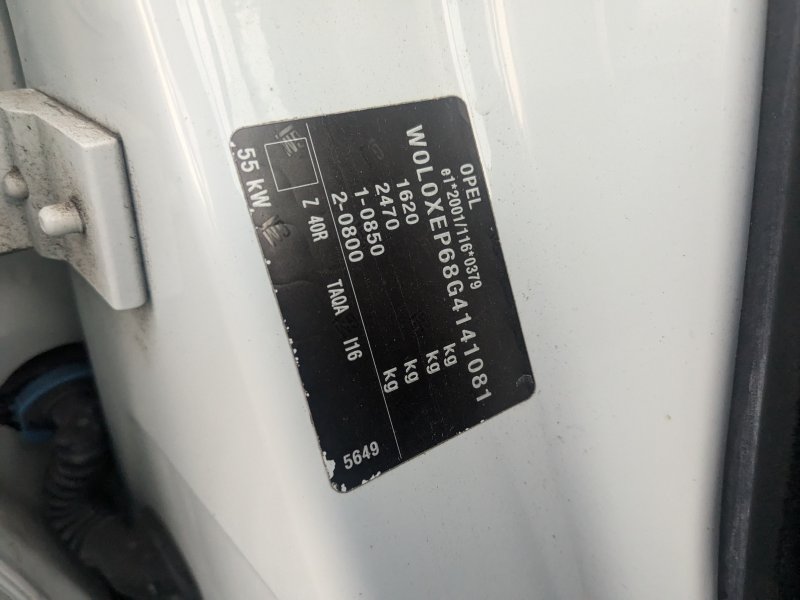 OPEL
e1*2001/116*0379
W0L0XEP68G4141081
1620 kg
2470 kg
1-0850 kg
2-0800 kg
Z 40R TAQA I16
55 KW 5649